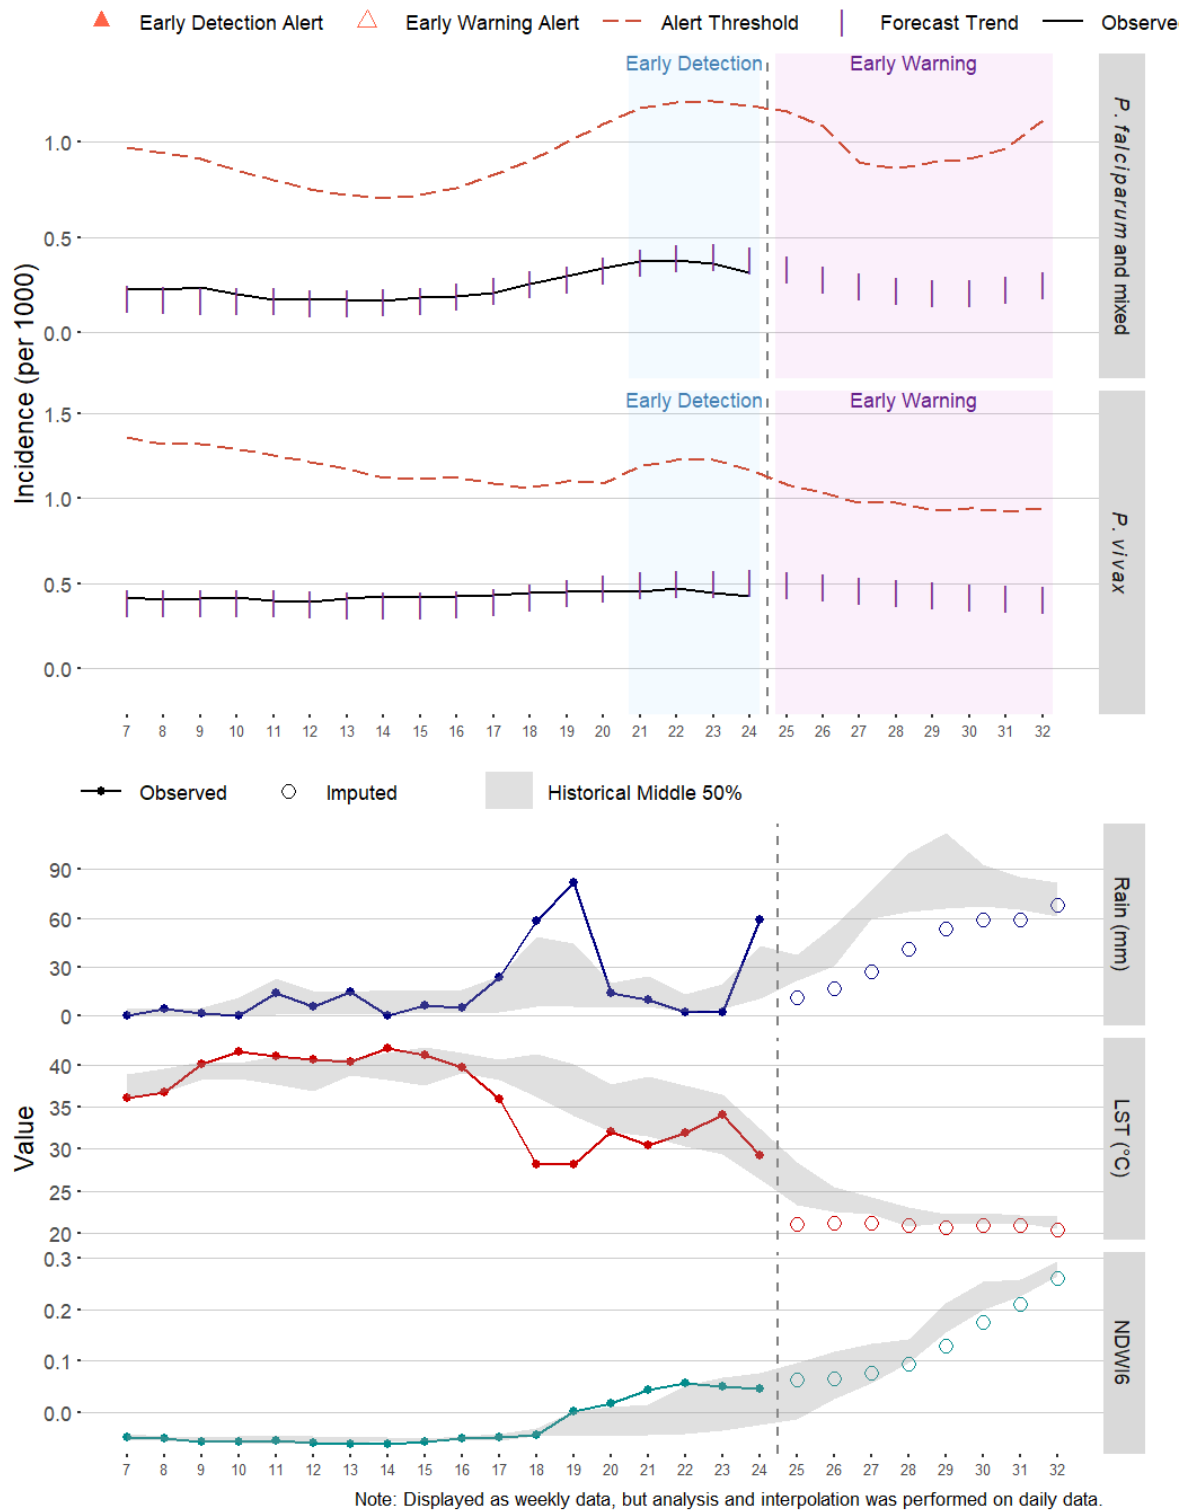 Early Detection Alert Early Warning Alert Alert Threshold Forecast Trend Observe
Early Detection Early Warning
P. falciparum and mixed
1.0
0.5
0.0
Incidence (per 1000)
Early Detection Early Warning
P. vivax
1.5
1.0
0.5
0.0
7 8 9 10 11 12 13 14 15 16 17 18 19 20 21 22 23 24 25 26 27 28 29 30 31 32
Observed Imputed Historical Middle 50%
Rain (mm)
90
60
30
0
Value
LST (°C)
40
35
30
25
20
NDWI6
0.3
0.2
0.1
0.0
7 8 9 10 11 12 13 14 15 16 17 18 19 20 21 22 23 24 25 26 27 28 29 30 31 32
Note: Displayed as weekly data, but analysis and interpolation was performed on daily data.